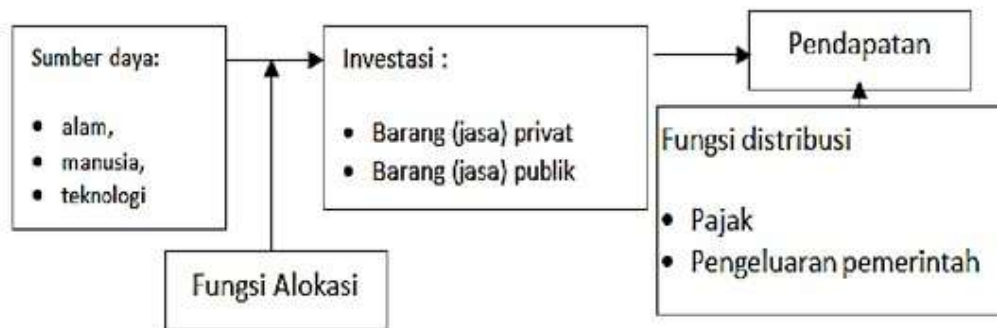 Sumber daya:
• alam,
• manusia,
• teknologi
Investasi :
• Barang (jasa) privat
• Barang (jasa) publik
Pendapatan
Fungsi distribusi
• Pajak
• Pengeluaran pemerintah
Fungsi Alokasi